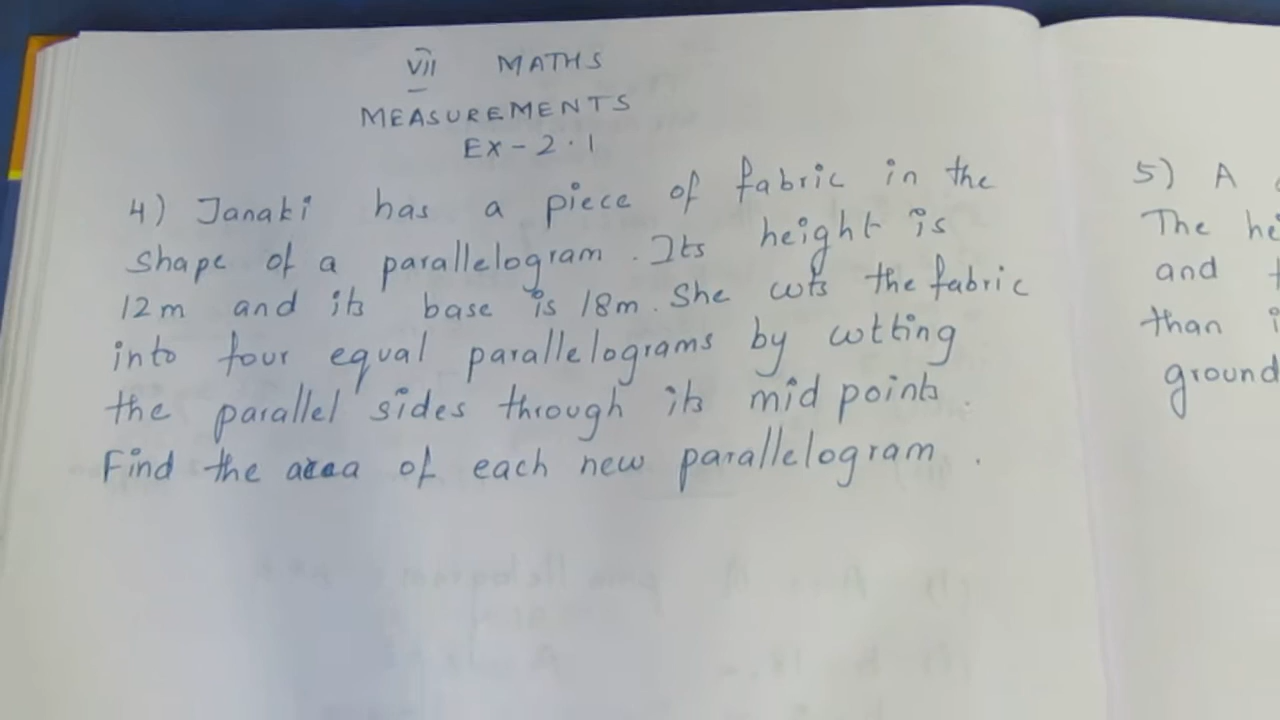 VII MATHS
MEASUREMENTS
EX-2.1
4) Janaki has a piece of fabric in the
shape of a parallelogram. Its height is
12m and its base is 18m. She cuts the fabric
into four equal parallelograms by cutting
the parallel sides through its mid points.
Find the area of each new parallelogram.
5) A
The he
and
than i
ground